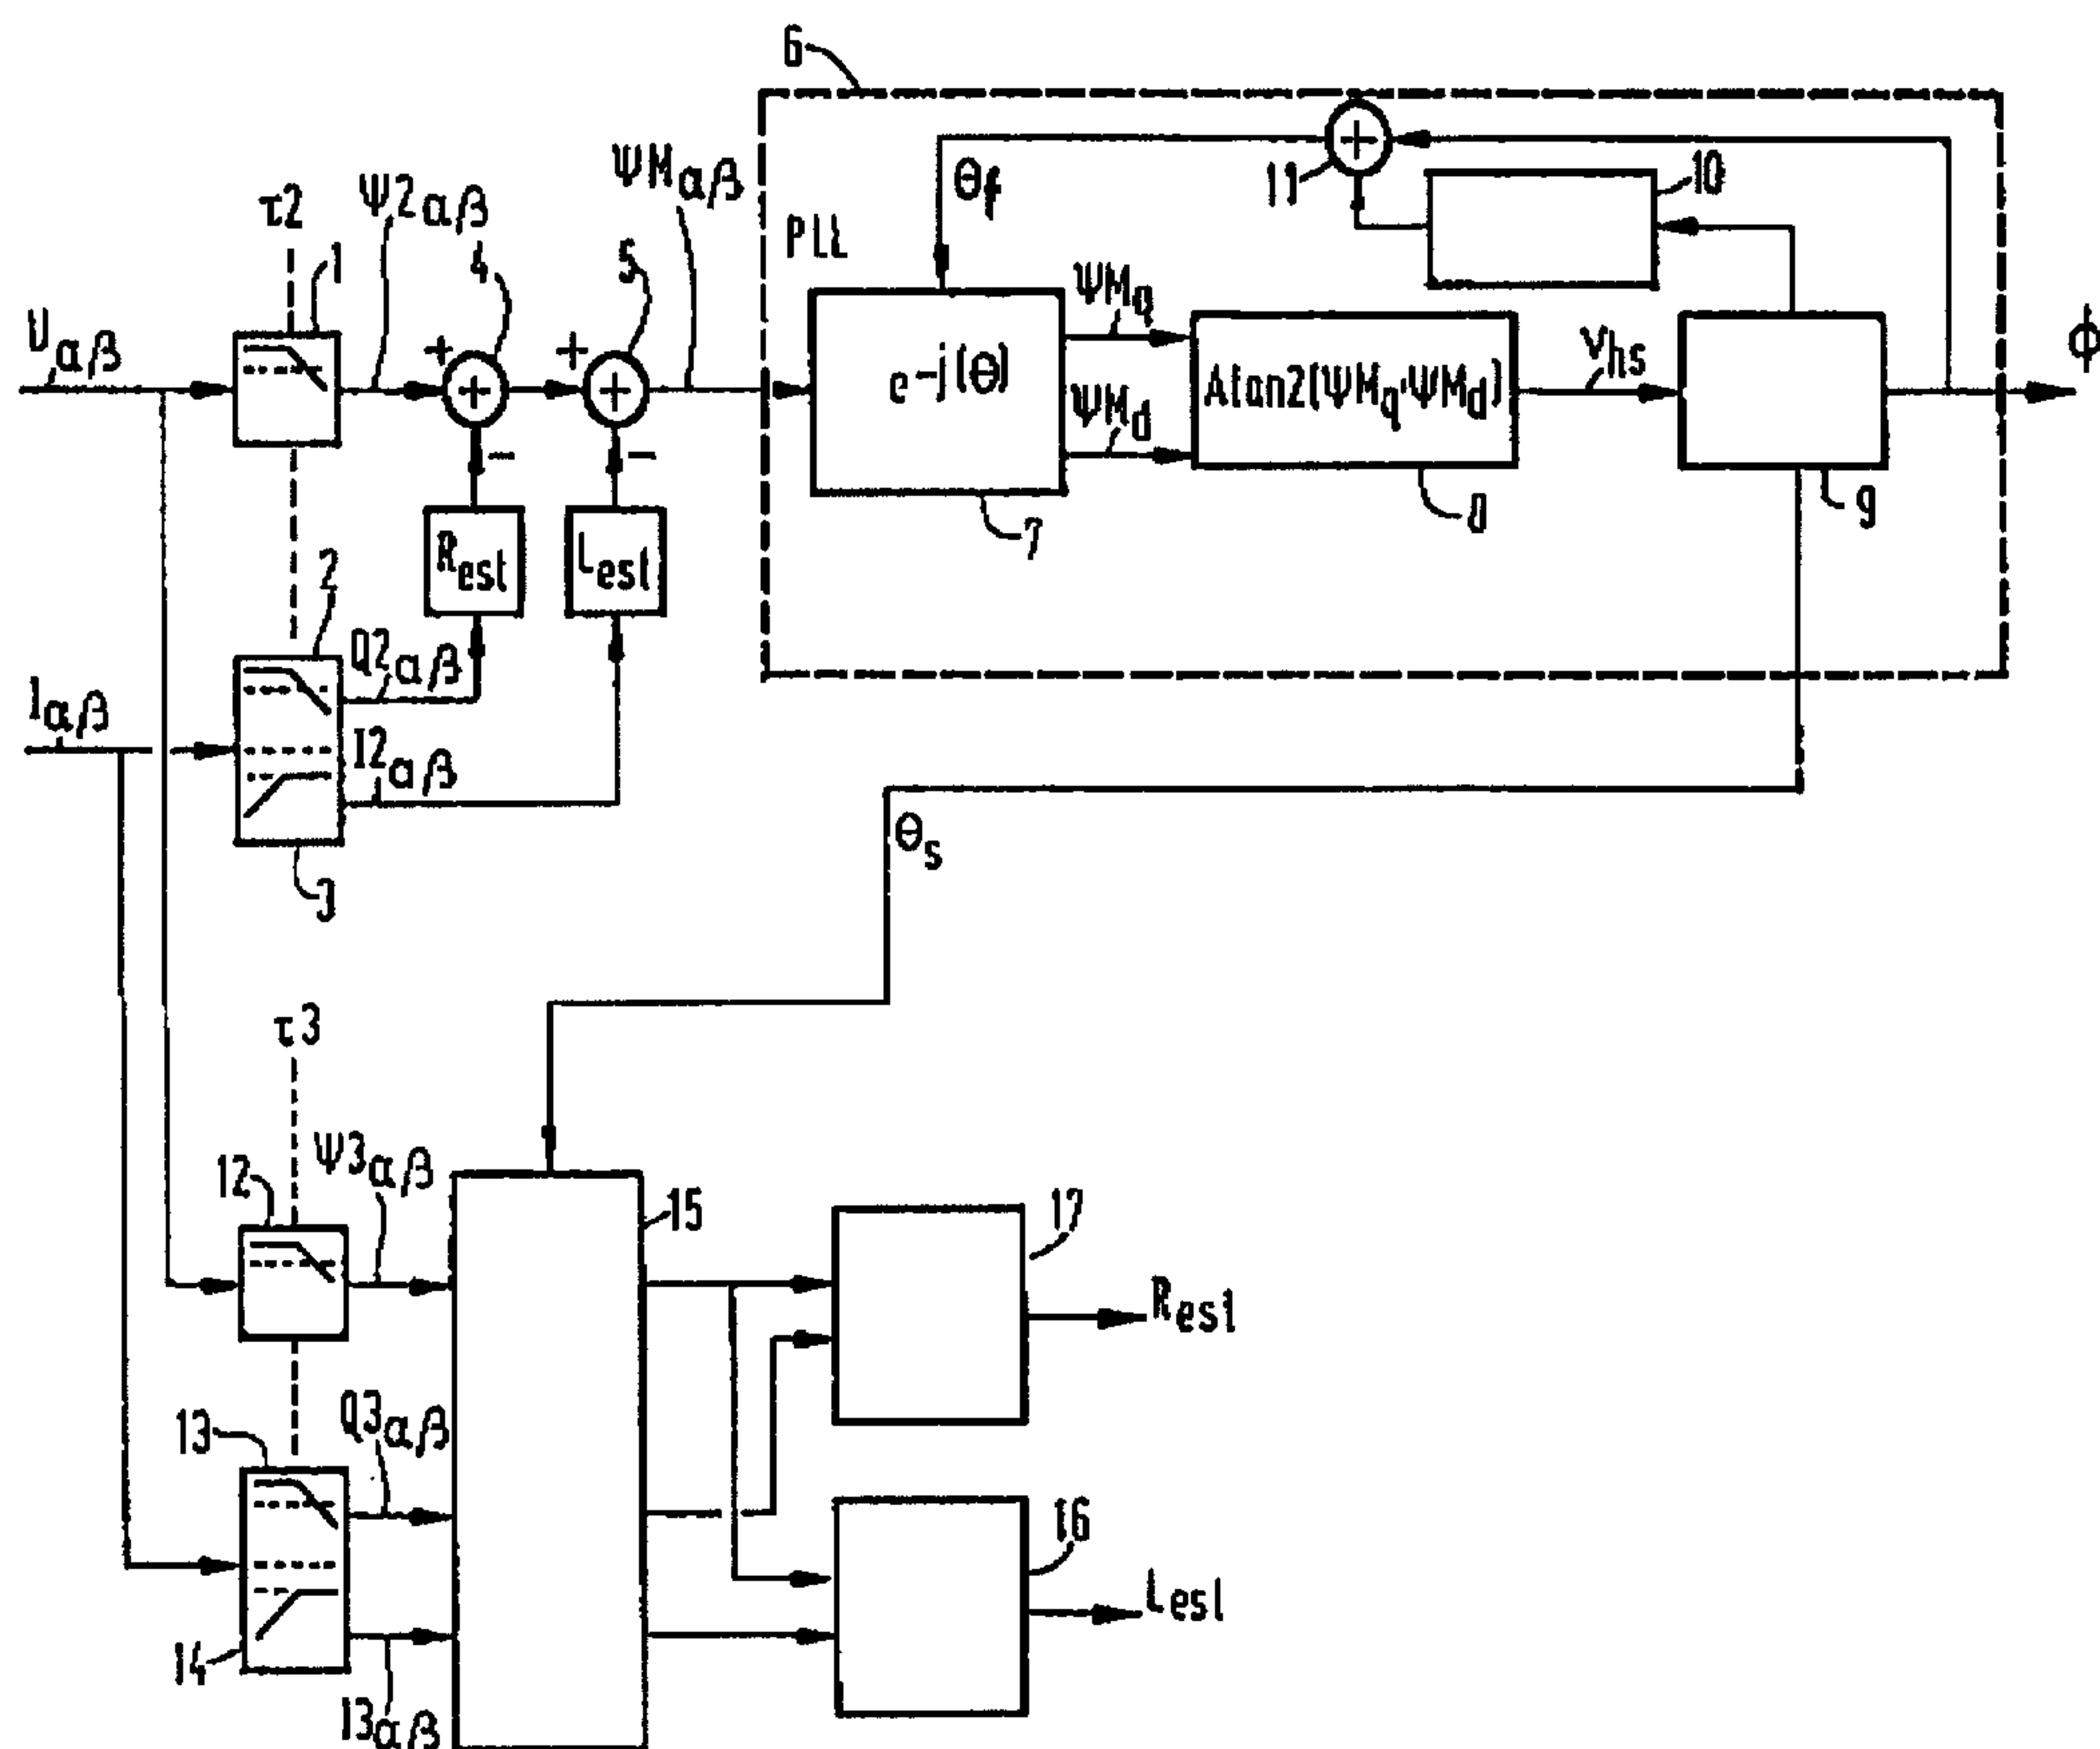 6
ΨMαβ
Ψ2αβ
τ2
1
4
5
Uαβ
+
+
+
+
-
-
Rest
Lest
2
Q2αβ
Iαβ
I2αβ
3
PLL
θf
11
+
10
e-j(θ)
ΨMq
ΨMd
Atan2(ΨMq,ΨMd)
Vhs
ϕ
7
8
9
θs
τ3
12
Ψ3αβ
15
17
Rest
13
Q3αβ
16
Lest
14
I3αβ